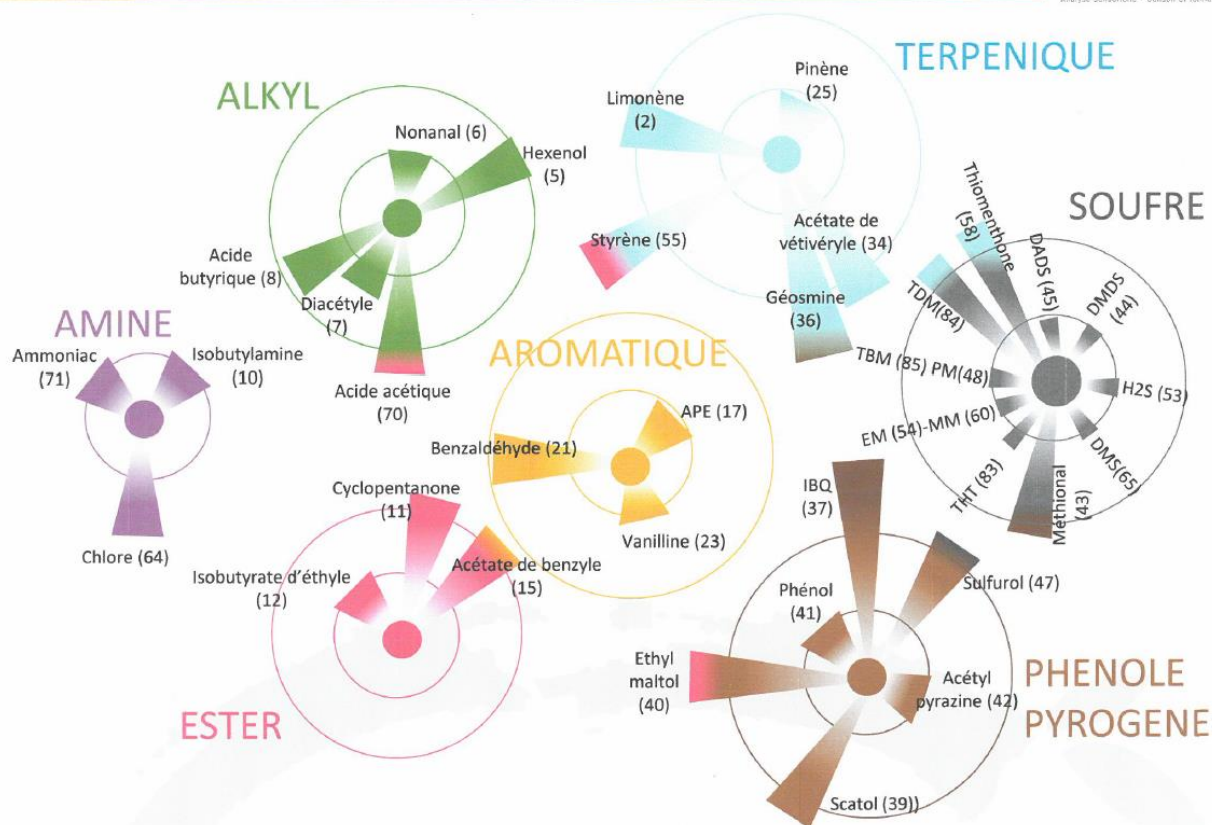 TERPENIQUE
Pinène
(25)
Limonène
(2)
Styrène (55)
Acétate de
vétivéryle (34)
Géosmine
(36)
ALKYL
Nonanal (6)
Hexenol
(5)
Acide
butyrique (8)
Diacétyle
(7)
Acide acétique
(70)
SOUFRE
Thiomenthone
(58)
DADS
(45)
DMDS
(44)
TDM(84)
TBM (85) PM(48)
H2S (53)
EM (54)-MM (60)
DMS(65)
THT (83)
Méthional
(43)
AMINE
Ammoniac
(71)
Isobutylamine
(10)
Chlore (64)
AROMATIQUE
APE (17)
Benzaldéhyde (21)
Vanilline (23)
Cyclopentanone
(11)
Acétate de benzyle
(15)
Isobutyrate d'éthyle
(12)
ESTER
IBQ
(37)
Sulfurol (47)
Phénol
(41)
Ethyl
maltol
(40)
Acétyl
pyrazine (42)
Scatol (39))
PHENOLE
PYROGENE